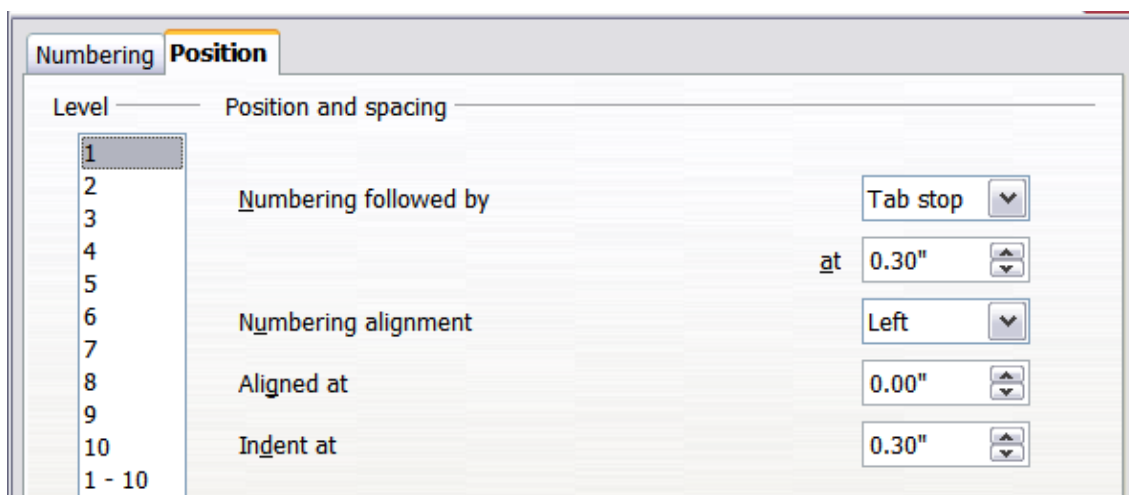 Numbering Position
Level Position and spacing
1
2 Numbering followed by Tab stop
3
4 at 0.30"
5
6 Numbering alignment Left
7
8 Aligned at 0.00"
9
10 Indent at 0.30"
1 - 10